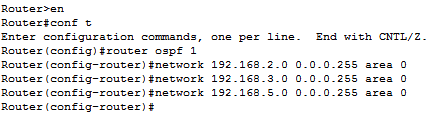 Router>en
Router#conf t
Enter configuration commands, one per line.  End with CNTL/Z.
Router(config)#router ospf 1
Router(config-router)#network 192.168.2.0 0.0.0.255 area 0
Router(config-router)#network 192.168.3.0 0.0.0.255 area 0
Router(config-router)#network 192.168.5.0 0.0.0.255 area 0
Router(config-router)#